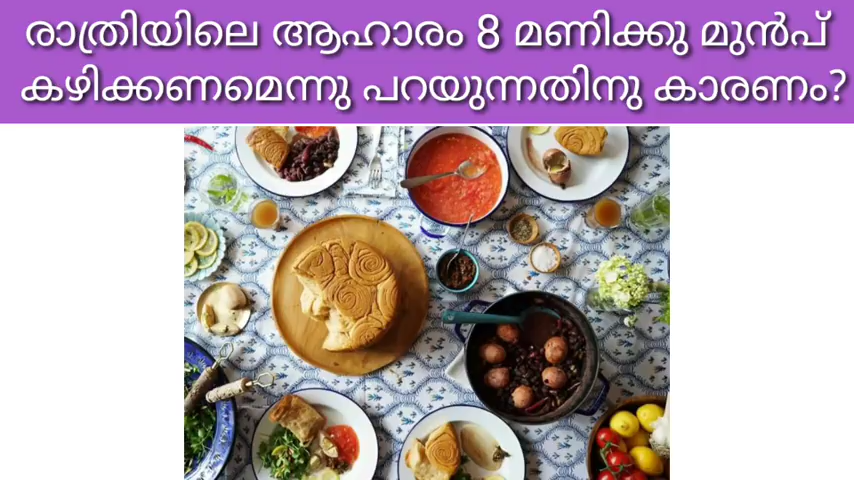 രാത്രിയിലെ ആഹാരം 8 മണിക്കു മുൻപ്
കഴിക്കണമെന്നു പറയുന്നതിനു കാരണം?